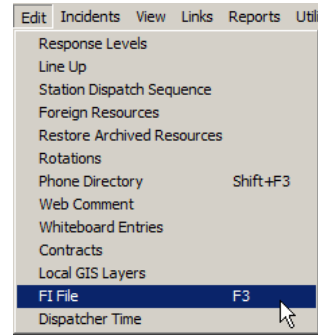 Edit Incidents View Links Reports Utili
Response Levels
Line Up
Station Dispatch Sequence
Foreign Resources
Restore Archived Resources
Rotations
Phone Directory Shift+F3
Web Comment
Whiteboard Entries
Contracts
Local GIS Layers
FI File F3
Dispatcher Time